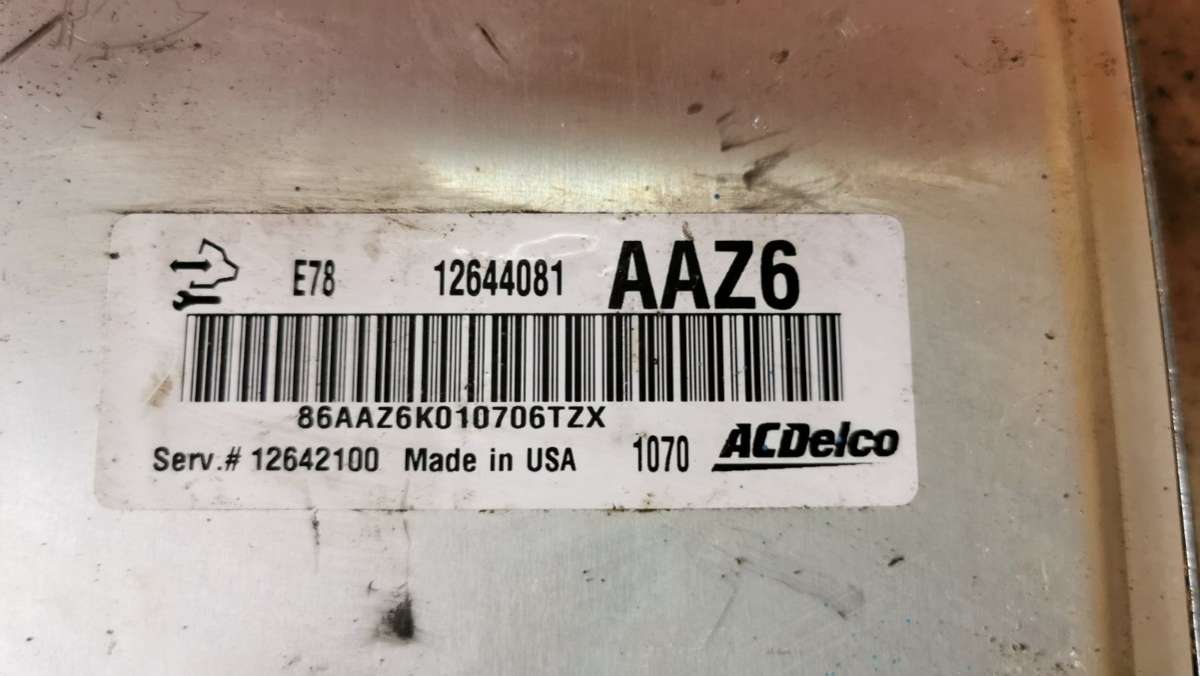 E78 12644081 AAZ6
86AAZ6K010706TZX
Serv.# 12642100 Made in USA 1070 ACDelco